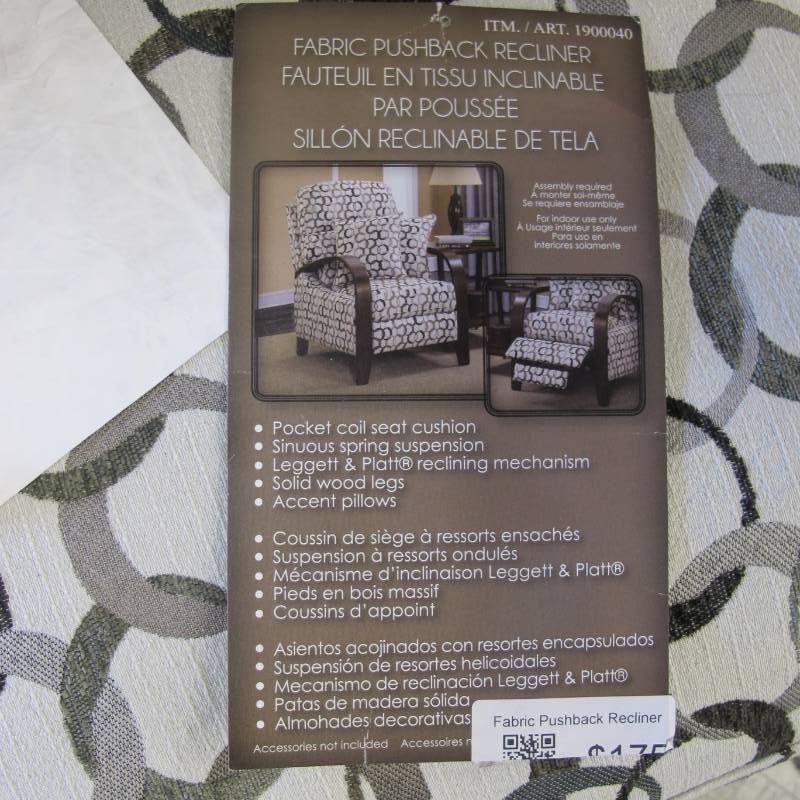 ITM. / ART. 1900040
FABRIC PUSHBACK RECLINER
FAUTEUIL EN TISSU INCLINABLE
PAR POUSSÉE
SILLÓN RECLINABLE DE TELA
Assembly required
À monter soi-même
Se requiere ensamblaje
For indoor use only
À Usage intérieur seulement
Para uso en
interiores solamente
• Pocket coil seat cushion
• Sinuous spring suspension
• Leggett & Platt® reclining mechanism
• Solid wood legs
• Accent pillows
• Coussin de siège à ressorts ensachés
• Suspension à ressorts ondulés
• Mécanisme d'inclinaison Leggett & Platt®
• Pieds en bois massif
• Coussins d'appoint
• Asientos acojinados con resortes encapsulados
• Suspensión de resortes helicoidales
• Mecanismo de reclinación Leggett & Platt®
• Patas de madera sólida
• Almohades decorativas
Accessories not included Accessoires
Fabric Pushback Recliner
$175